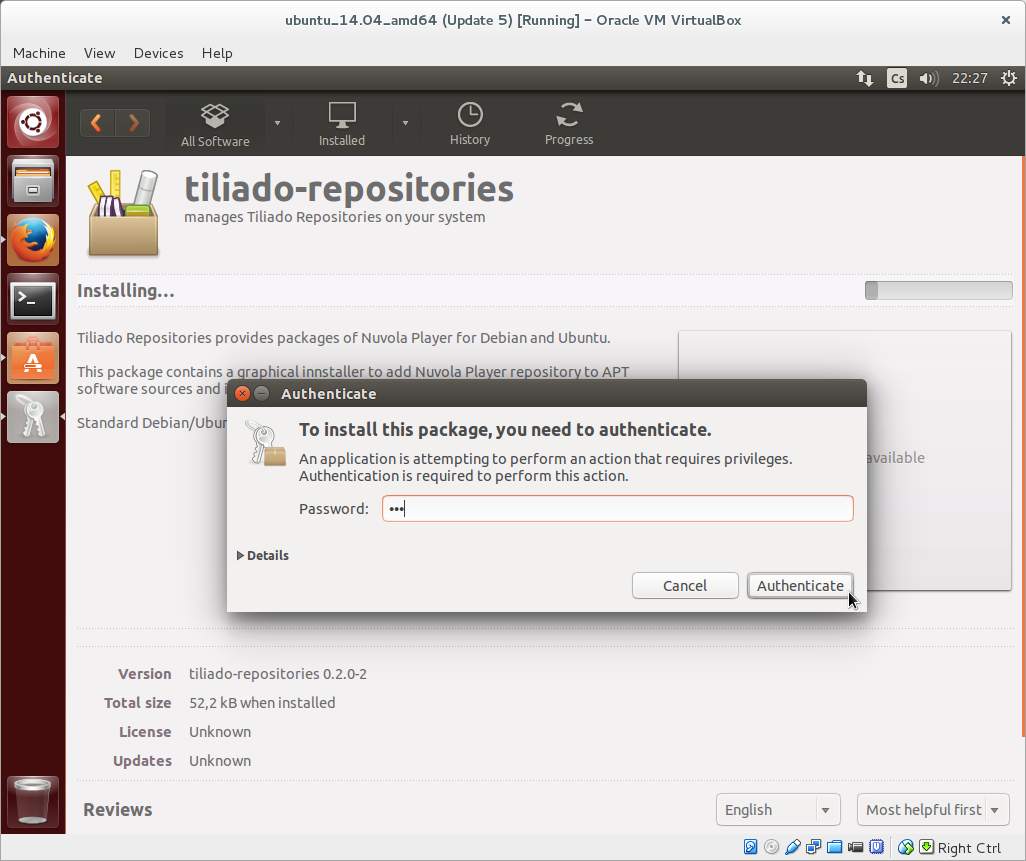 ubuntu_14.04_amd64 (Update 5) [Running] – Oracle VM VirtualBox
Machine View Devices Help
Authenticate Cs 22:27
All Software Installed History Progress
tiliado-repositories
manages Tiliado Repositories on your system
Installing...
Tiliado Repositories provides packages of Nuvola Player for Debian and Ubuntu.
This package contains a graphical innstaller to add Nuvola Player repository to APT
software sources and i
Standard Debian/Ubun
available
Authenticate
To install this package, you need to authenticate.
An application is attempting to perform an action that requires privileges.
Authentication is required to perform this action.
Password: •••
Details
Cancel Authenticate
Version tiliado-repositories 0.2.0-2
Total size 52,2 kB when installed
License Unknown
Updates Unknown
Reviews English Most helpful first
Right Ctrl